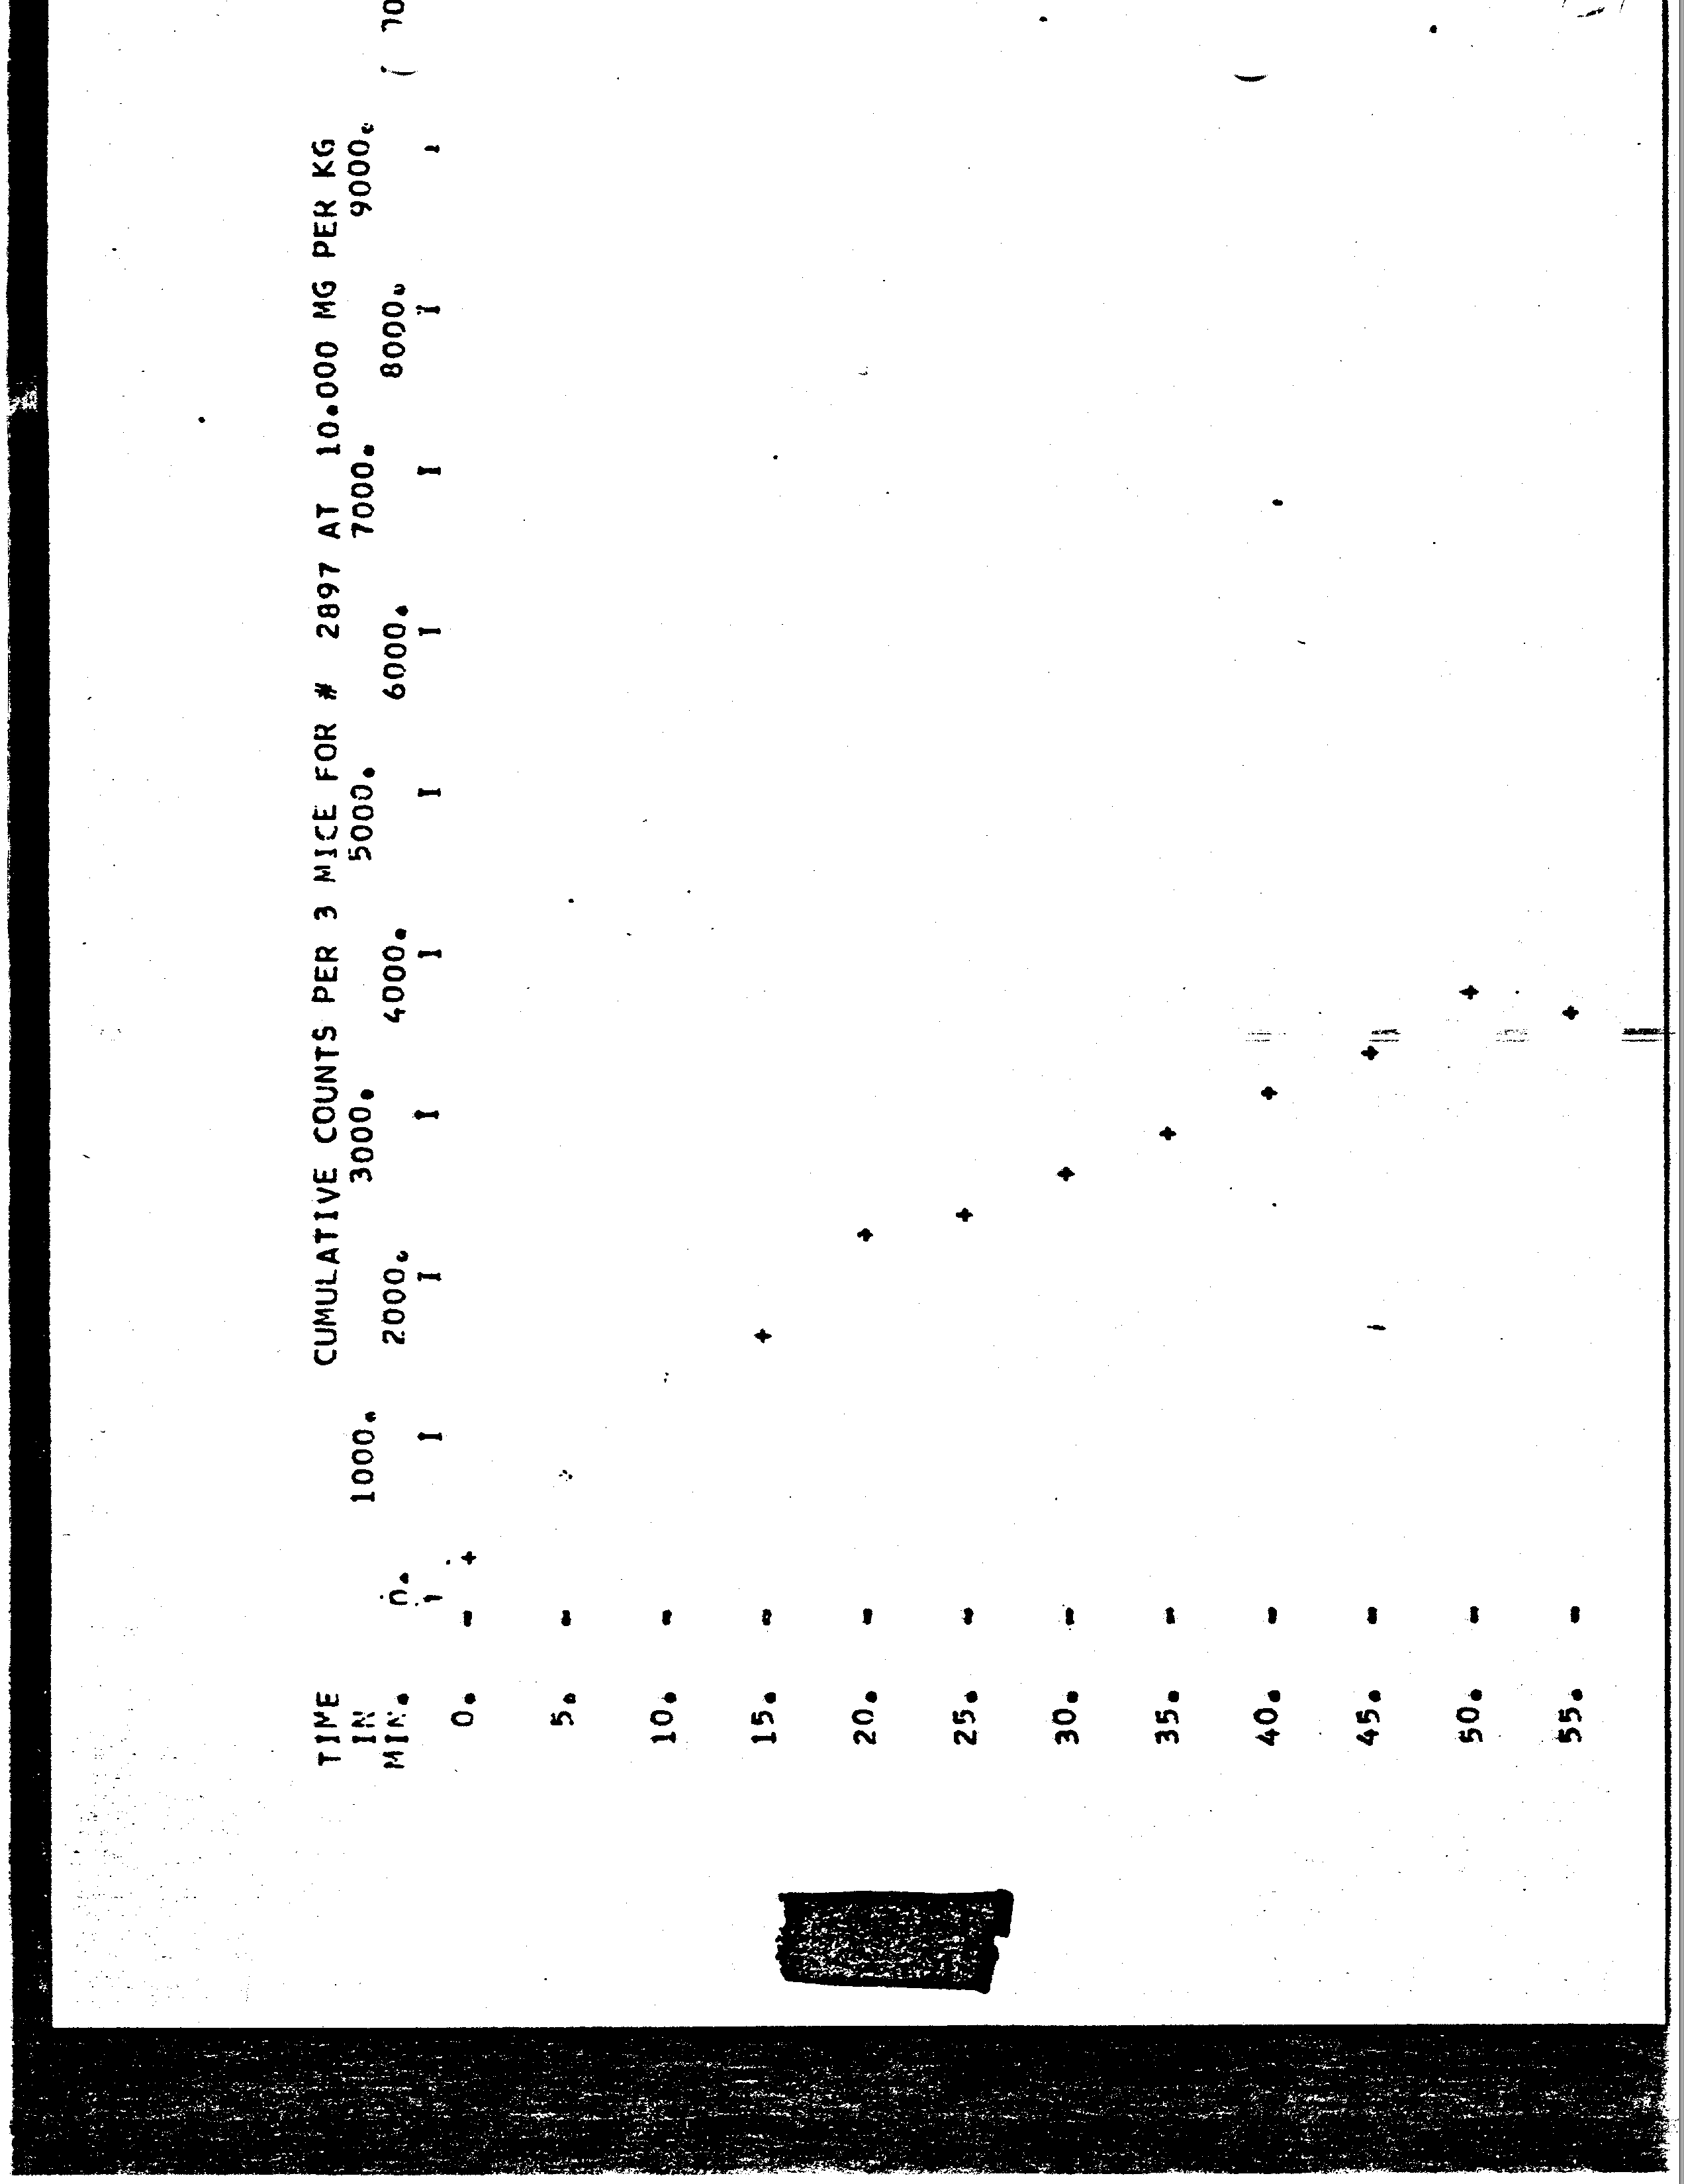 TIME CUMULATIVE COUNTS PER 3 MICE FOR # 2897 AT 10.000 MG PER KG
IN 1000. 3000. 5000. 7000. 9000.
MIN. 0. 2000. 4000. 6000. 8000. (
I I I I I I I I
0. - +
5. -
10. -
15. - +
20. - +
25. - +
30. - +
35. - +
40. - +
45. - +
50. - +
55. - +